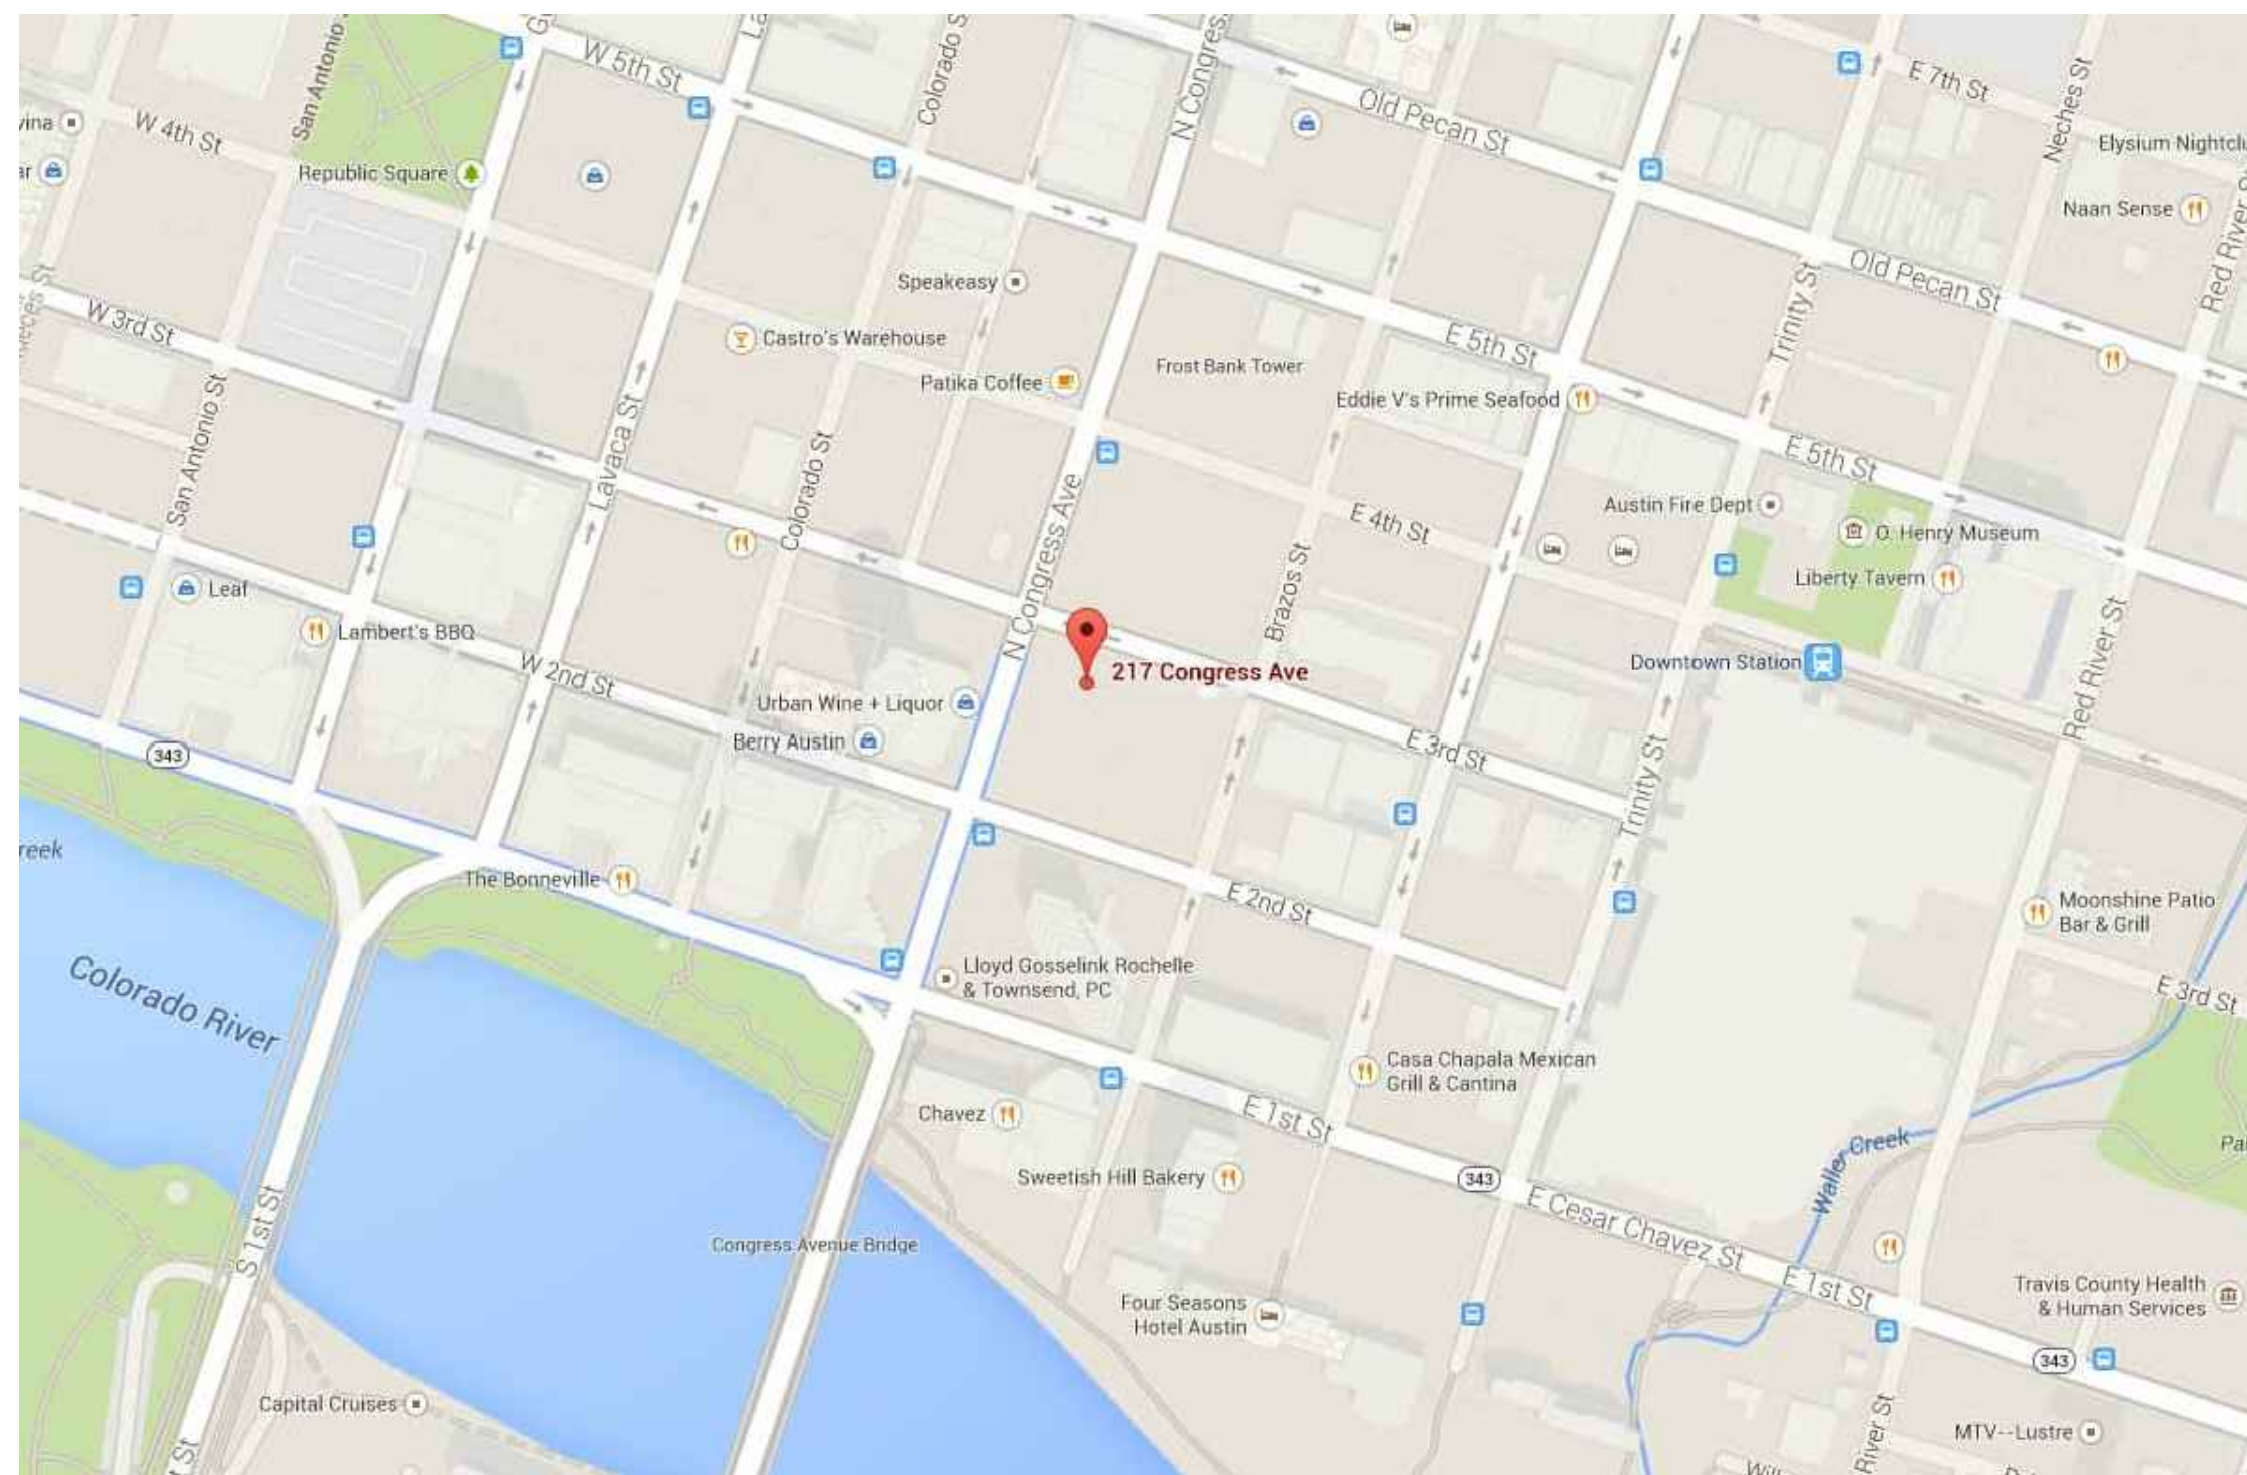 W 5th St
Colorado S
N Congress
Old Pecan St
E 7th St
Neches St
San Antonio
W 4th St
Republic Square
Elysium Nightclu
Naan Sense
Red River S
Speakeasy
Old Pecan St
W 3rd St
Castro's Warehouse
Patika Coffee
Frost Bank Tower
E 5th St
Trinity St
Eddie V's Prime Seafood
San Antonio St
Lavaca St
Colorado St
N Congress Ave
E 4th St
E 5th St
Austin Fire Dept
O. Henry Museum
Liberty Tavern
Leaf
Lambert's BBQ
Brazos St
217 Congress Ave
Downtown Station
Red River St
W 2nd St
Urban Wine + Liquor
Berry Austin
343
E 3rd St
Trinity St
reek
The Bonneville
E 2nd St
Moonshine Patio
Bar & Grill
Colorado River
Lloyd Gosselink Rochelle
& Townsend, PC
E 3rd St
Casa Chapala Mexican
Grill & Cantina
Chavez
E 1st St
Waller Creek
Pa
Sweetish Hill Bakery
343
E Cesar Chavez St
S 1st St
Congress Avenue Bridge
E 1st St
Four Seasons
Hotel Austin
Travis County Health
& Human Services
343
Capital Cruises
River St
MTV--Lustre
t St